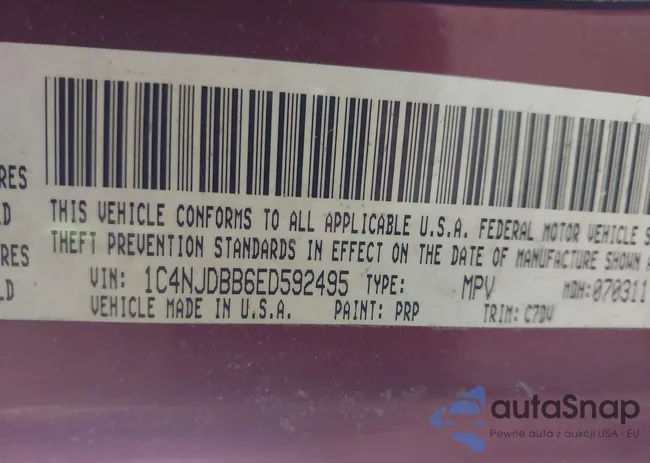 RES
THIS VEHICLE CONFORMS TO ALL APPLICABLE U.S.A. FEDERAL MOTOR VEHICLE S
THEFT PREVENTION STANDARDS IN EFFECT ON THE DATE OF MANUFACTURE SHOWN A
RES
VIN: 1C4NJDBB6ED592495 TYPE: MPV MDH:070311
LD
VEHICLE MADE IN U.S.A. PAINT: PRP TRIM: C7DV
autaSnap
Pewne auta z aukcji USA i EU